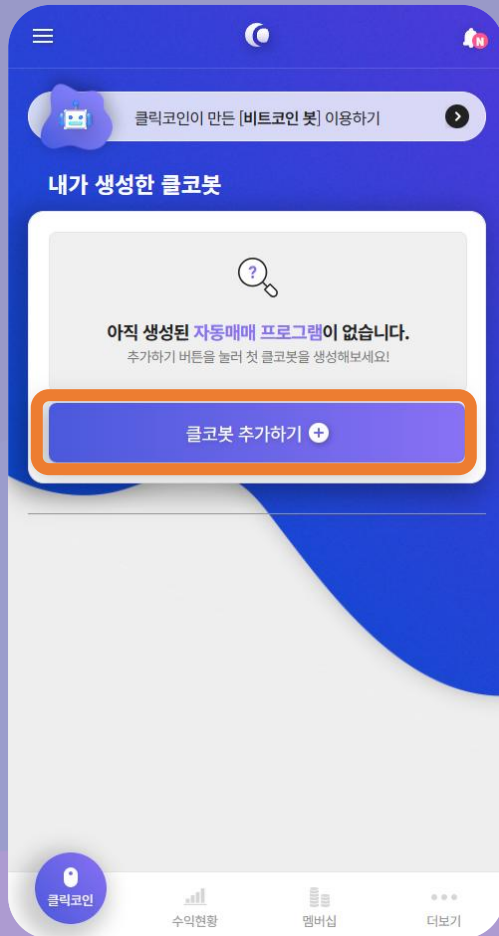 N
클릭코인이 만든 [비트코인 봇] 이용하기
내가 생성한 클코봇
?
아직 생성된 자동매매 프로그램이 없습니다.
추가하기 버튼을 눌러 첫 클코봇을 생성해보세요!
클코봇 추가하기
클릭코인
수익현황
멤버십
더보기